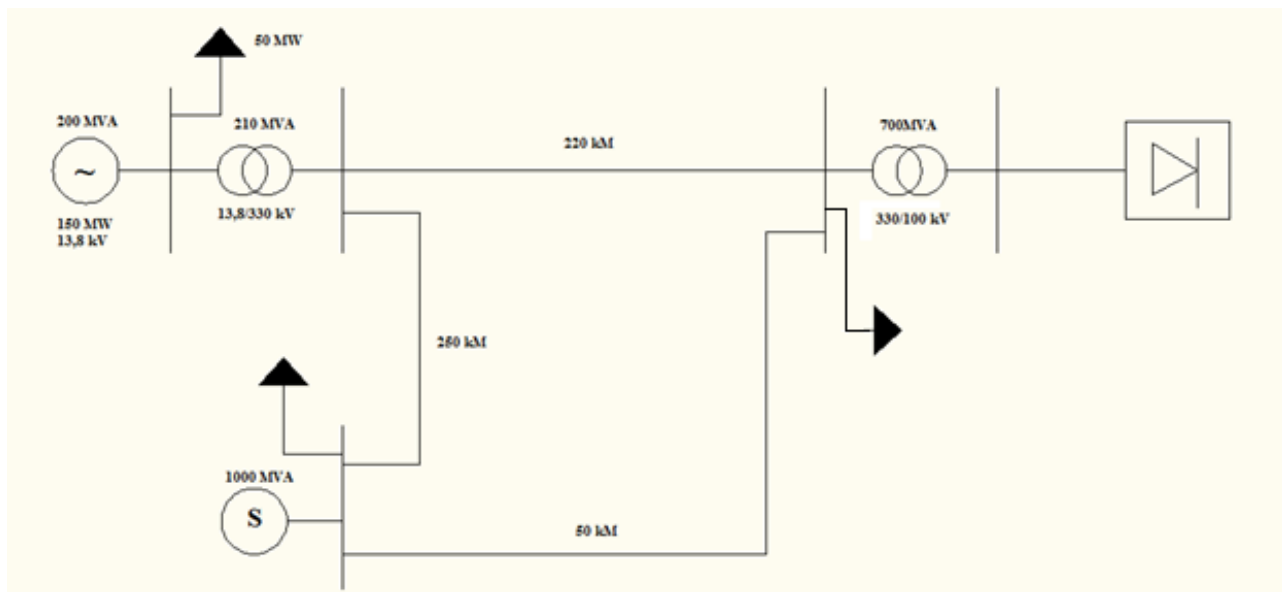 50 MW
200 MVA
210 MVA
700MVA
220 kM
~
13,8/330 kV
330/100 kV
150 MW
13,8 kV
250 kM
1000 MVA
S
50 kM